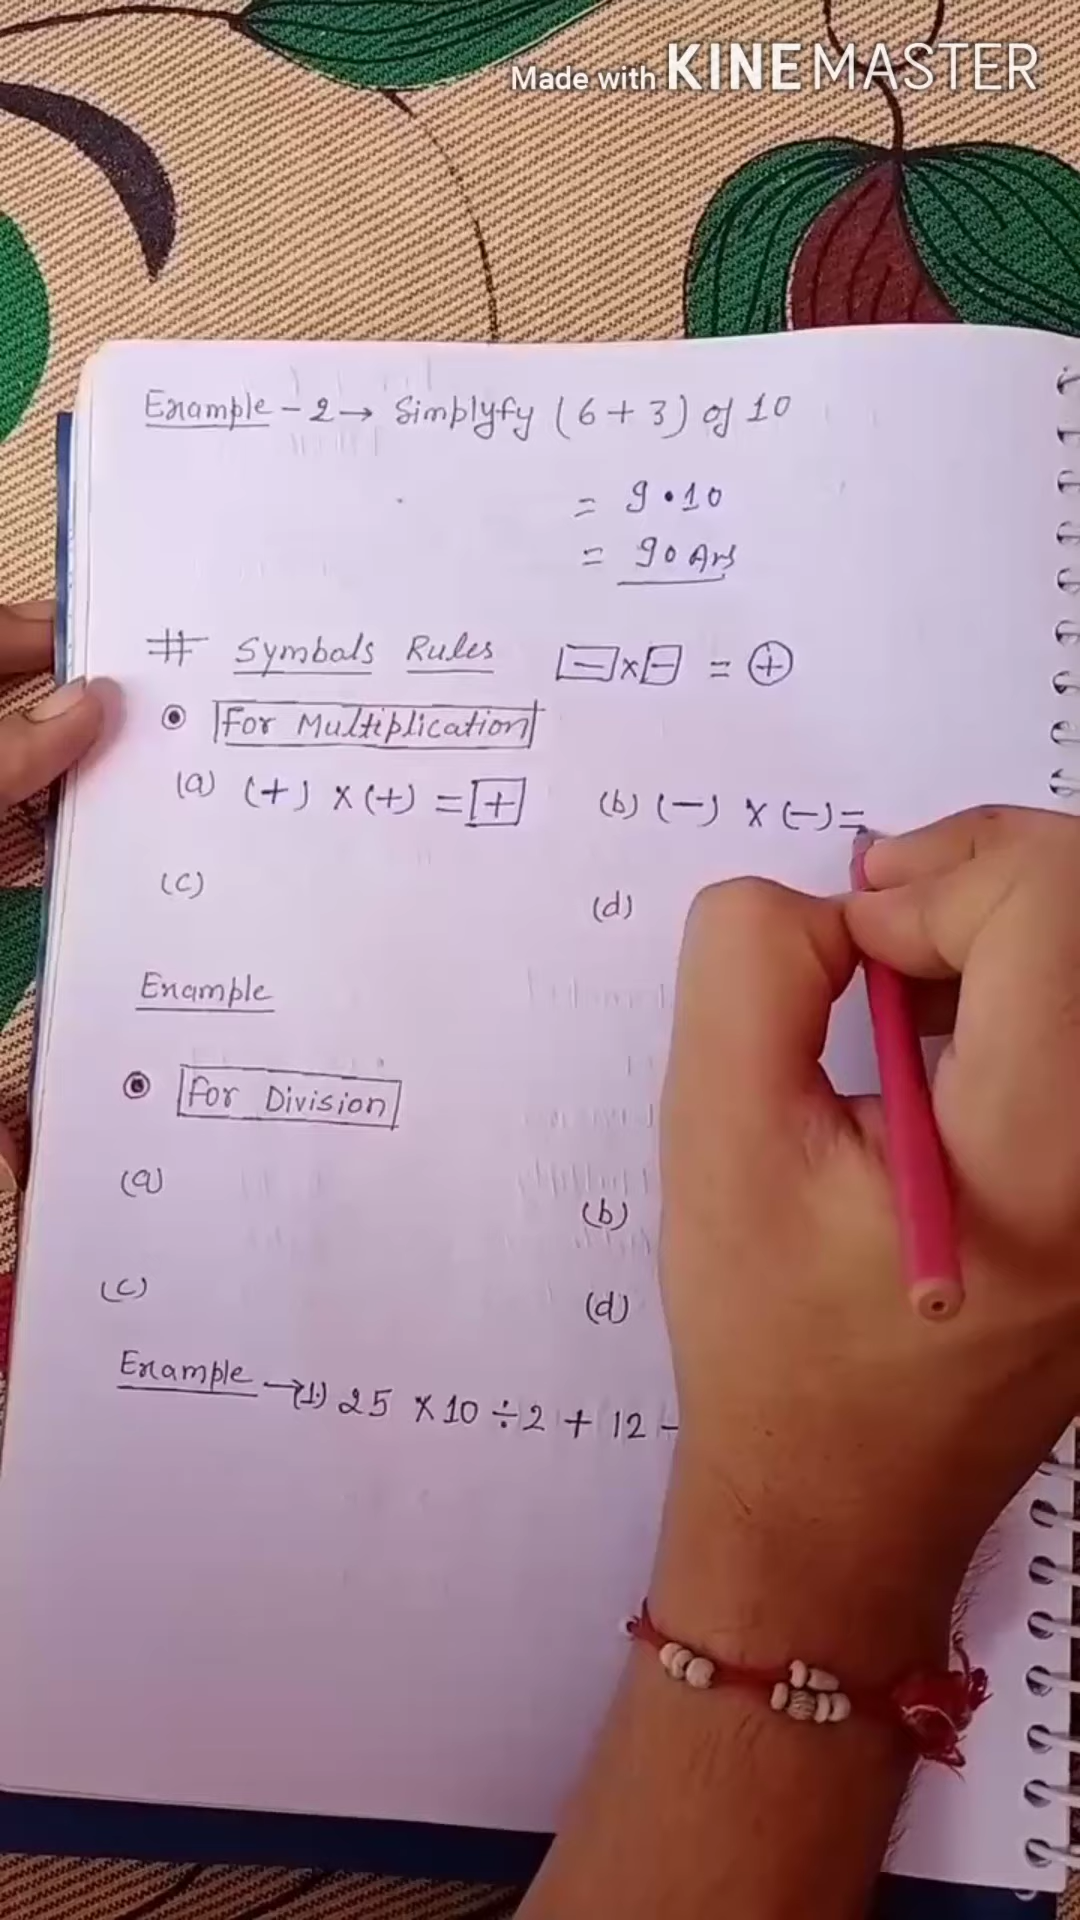 Made with KINEMASTER
Example - 2 → Simplyfy (6 + 3) of 10
= 9 • 10
= 90 Ans
# Symbals Rules [-] x [-] = (+)
For Multiplication
(a) (+) × (+) = [+] (b) (-) × (-) =
(c) (d)
Example
For Division
(a) (b)
(c) (d)
Example → (1) 25 × 10 ÷ 2 + 12 -